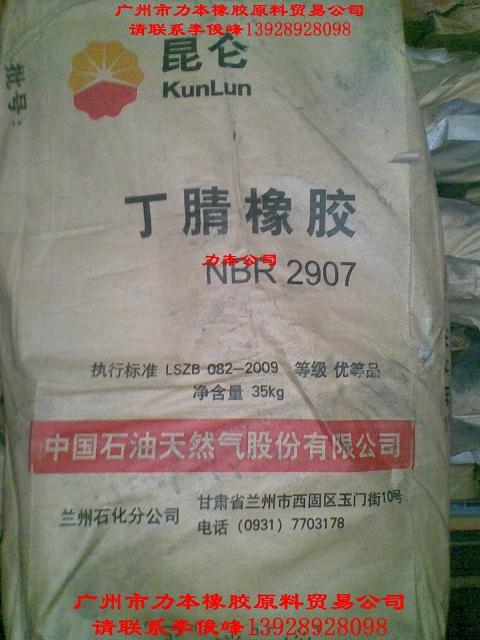 广州市力本橡胶原料贸易公司
请联系李俊峰13928928098
批号：
昆仑
KunLun
丁腈橡胶
力本公司
NBR 2907
执行标准 LSZB 082-2009 等级 优等品
净含量 35kg
中国石油天然气股份有限公司
兰州石化分公司
甘肃省兰州市西固区玉门街10号
电话 (0931) 7703178
广州市力本橡胶原料贸易公司
请联系李俊峰13928928098